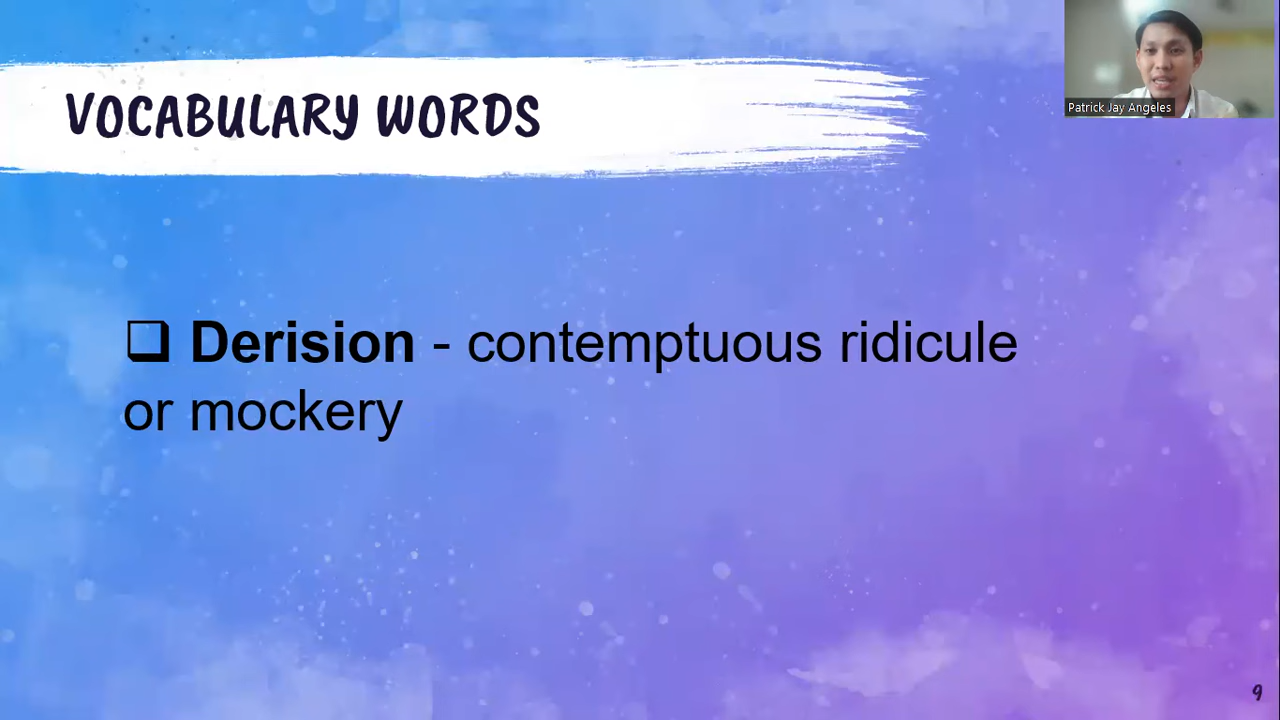 VOCABULARY WORDS
Patrick Jay Angeles
❑ Derision - contemptuous ridicule
or mockery
9